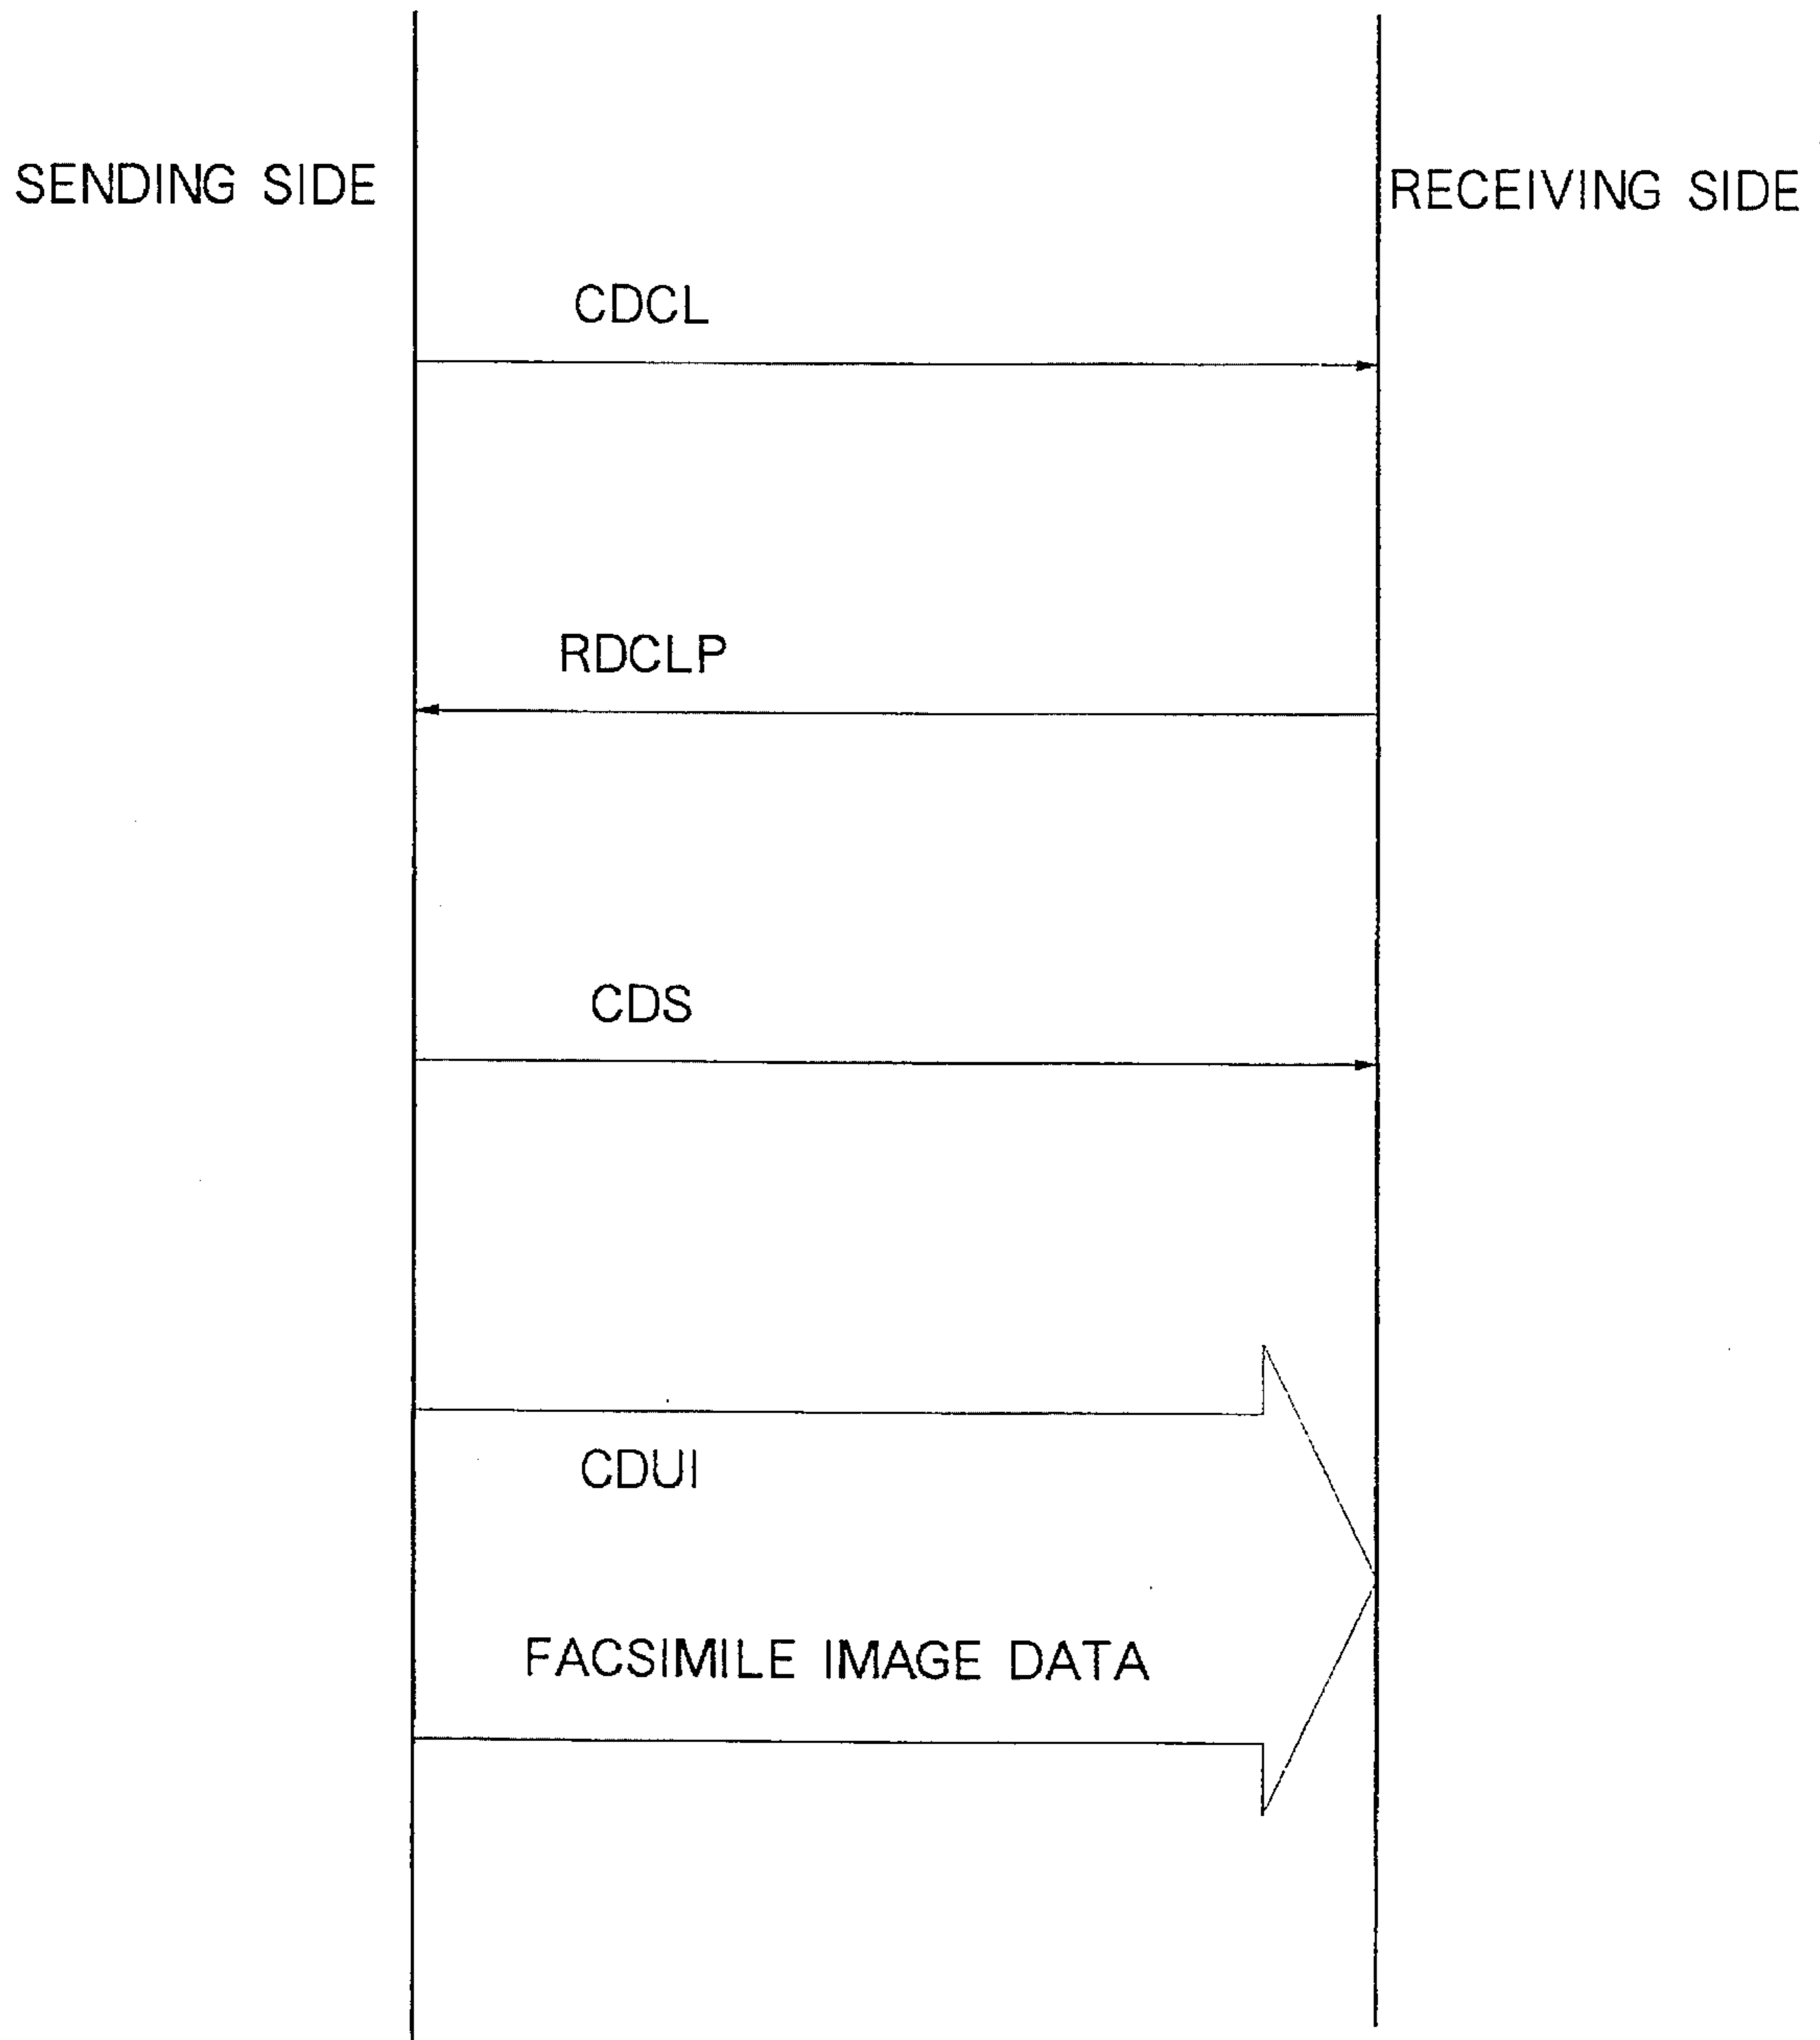 SENDING SIDE
RECEIVING SIDE
CDCL
RDCLP
CDS
CDUI
FACSIMILE IMAGE DATA